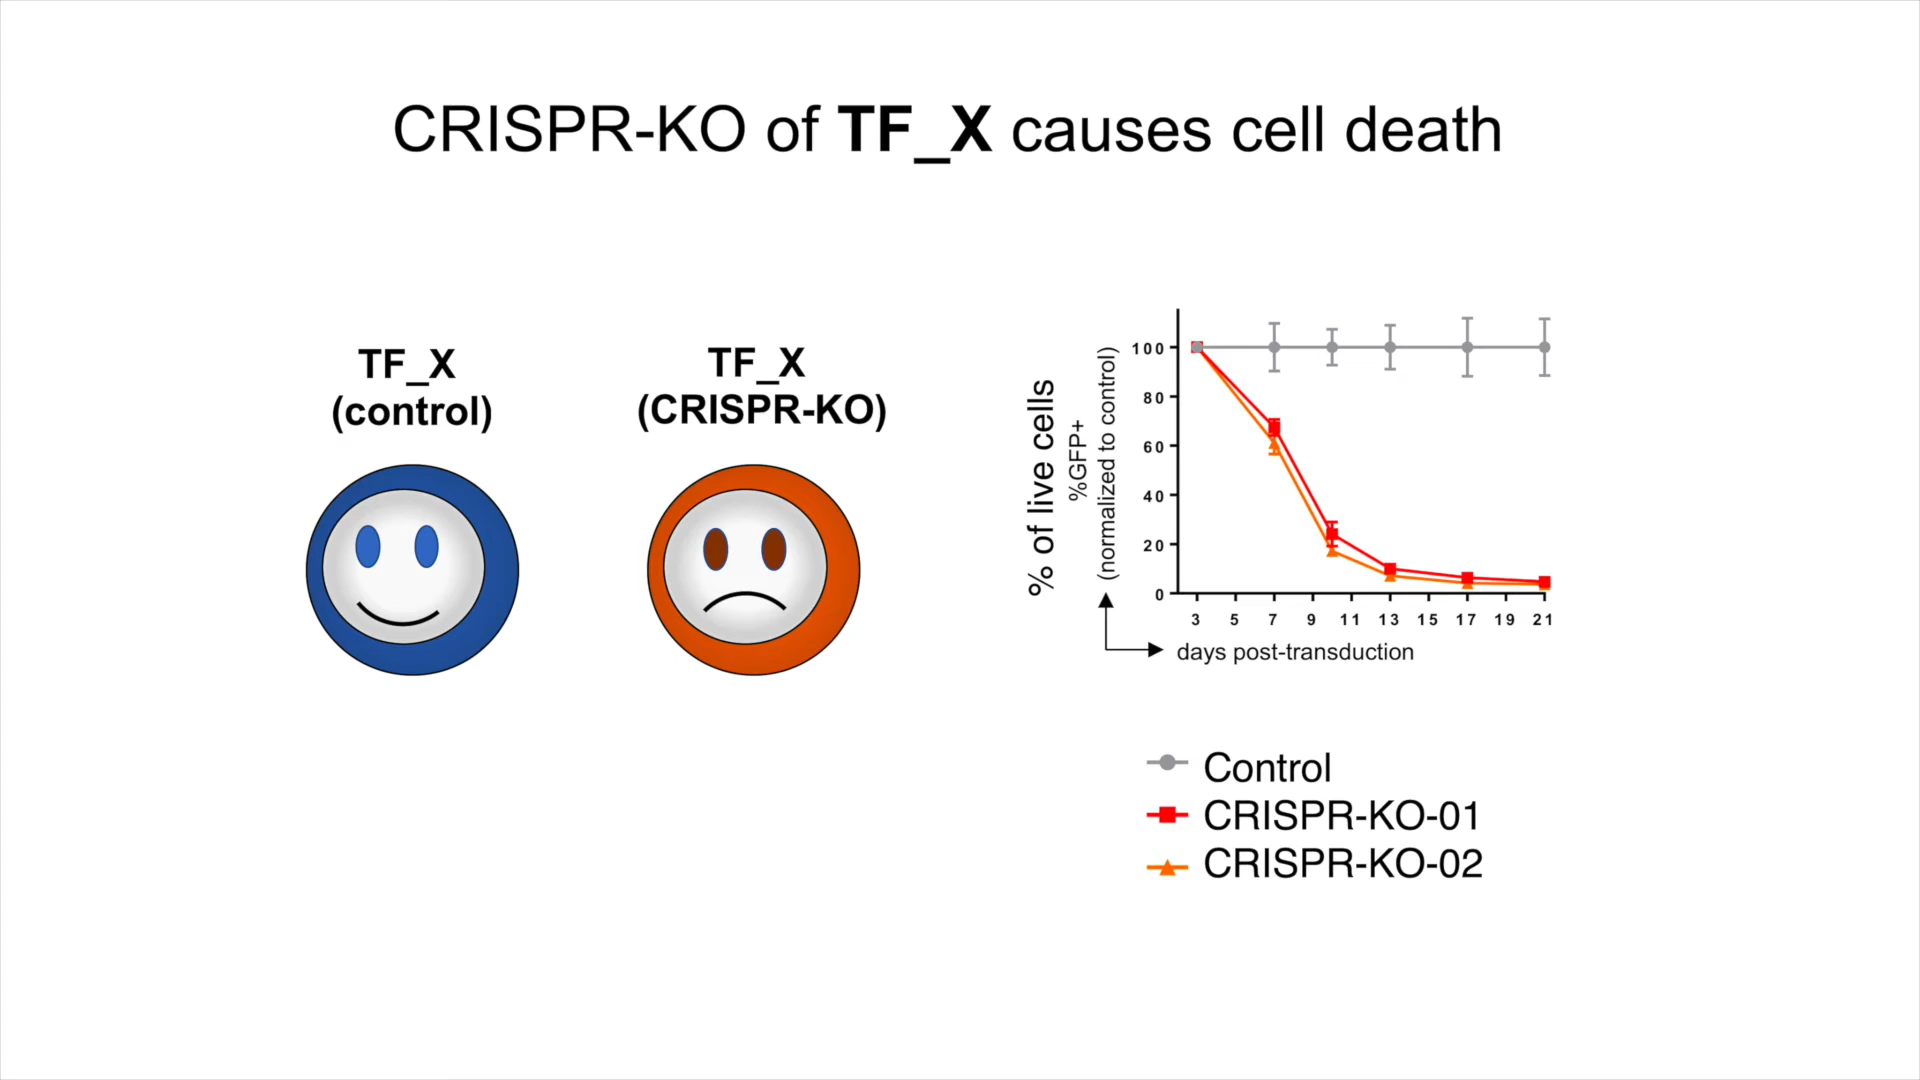 CRISPR-KO of TF_X causes cell death
TF_X
(control)
TF_X
(CRISPR-KO)
% of live cells
%GFP+
(normalized to control)
100
80
60
40
20
0
3 5 7 9 11 13 15 17 19 21
days post-transduction
Control
CRISPR-KO-01
CRISPR-KO-02